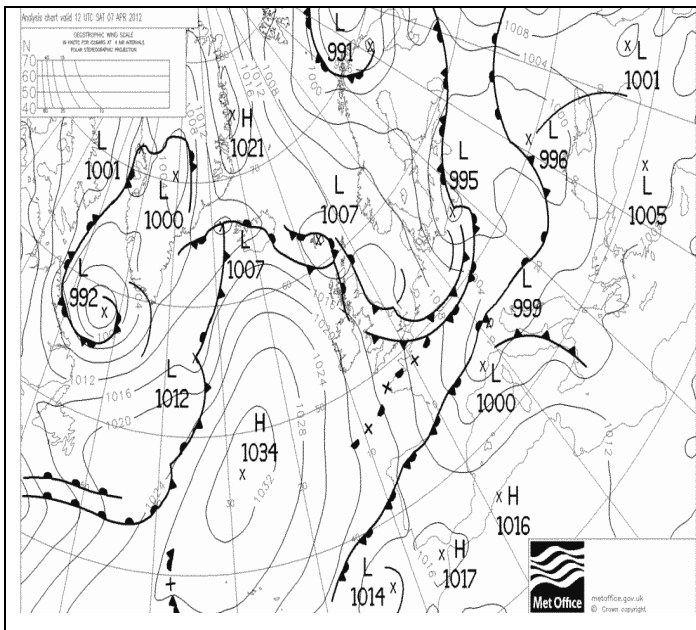 Analysis chart valid 12 UTC SAT 07 APR 2012
GEOSTROPHIC WIND SCALE
IN KNOTS FOR ISOBARS AT 4 MB INTERVALS
POLAR STEREOGRAPHIC PROJECTION
N
70
60
50
40
L
991
1008
1004
L
1001
H
1021
L
1001
L
1000
L
996
L
995
L
1005
L
1007
L
1007
L
992
L
999
1012
1016
1020
L
1012
1024
1028
L
1000
H
1034
1032
1012
1024
H
1016
H
1017
L
1014
1016
Met Office
metoffice.gov.uk
© Crown copyright